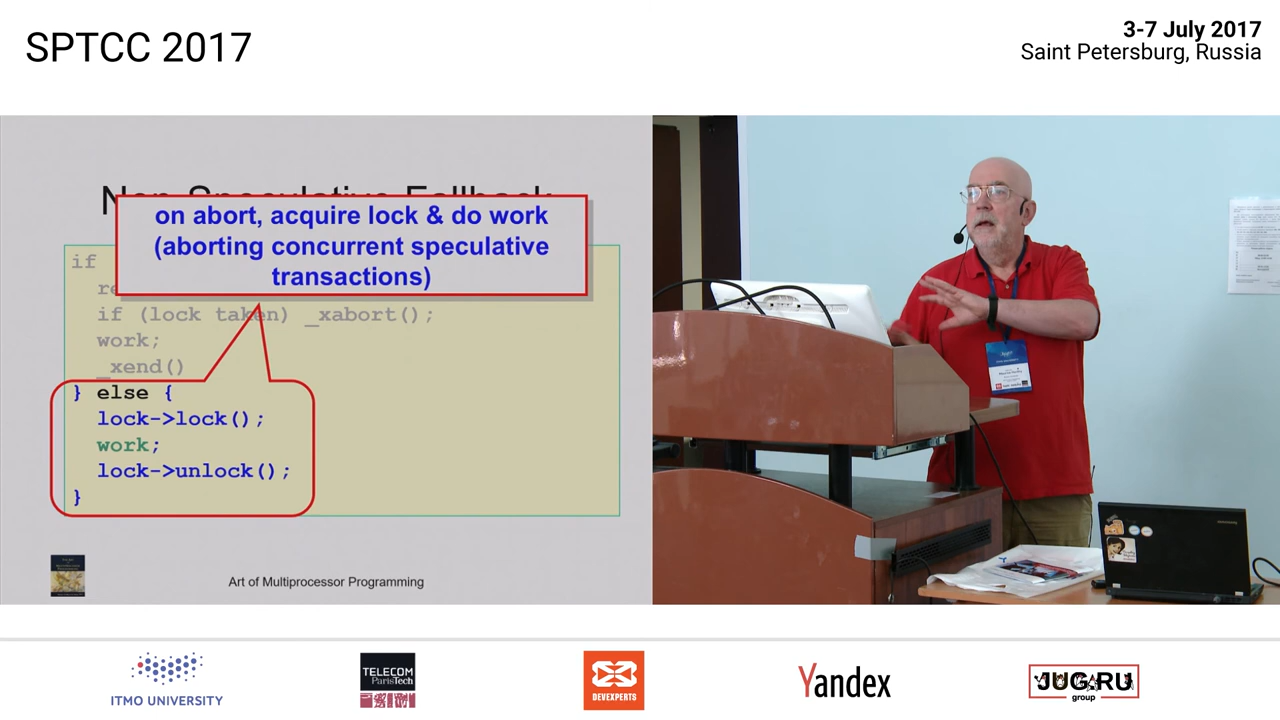 SPTCC 2017
3-7 July 2017
Saint Petersburg, Russia
Non-Speculative Fallback
on abort, acquire lock & do work
(aborting concurrent speculative
transactions)
if
re
if (lock taken) _xabort();
work;
_xend()
} else {
lock->lock();
work;
lock->unlock();
}
Art of Multiprocessor Programming
ITMO UNIVERSITY
TELECOM
ParisTech
DEVEXPERTS
Yandex
JUG.RU
group